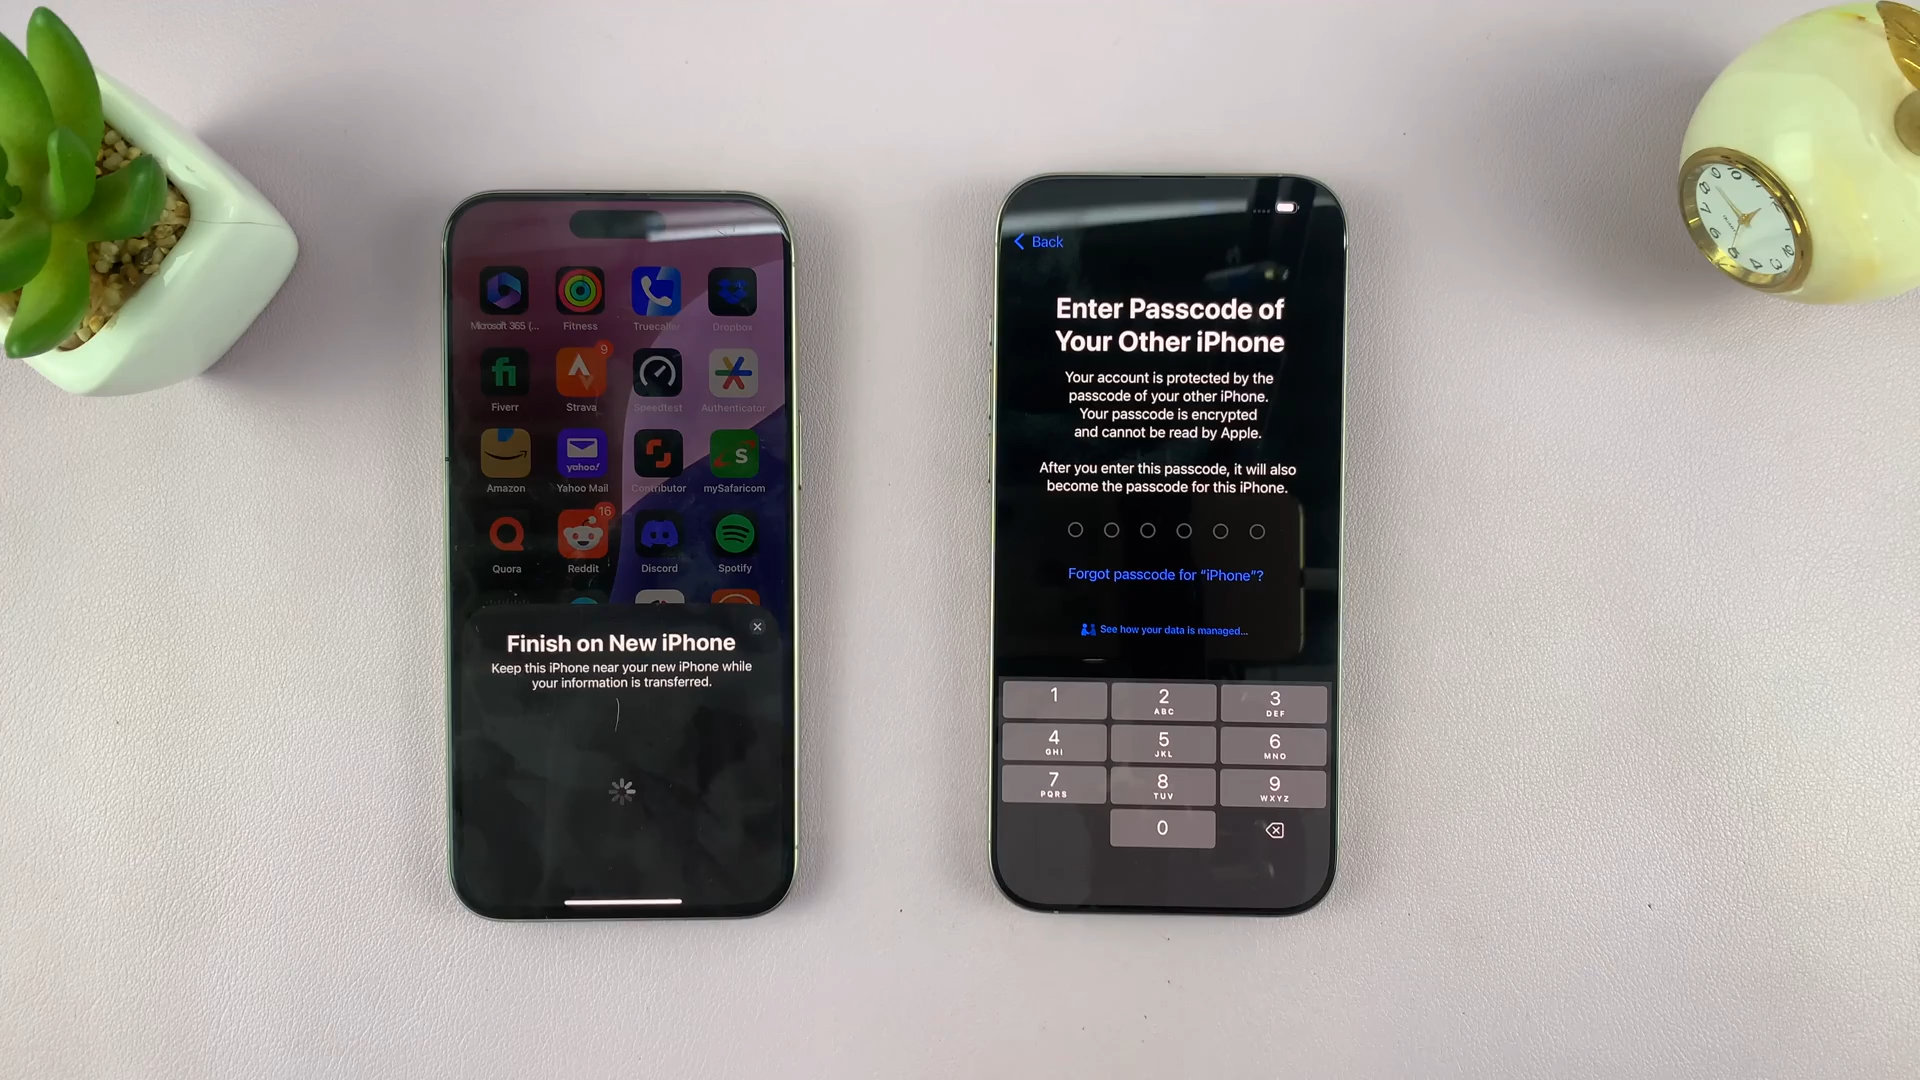 Microsoft 365 (...
Fitness
Truecaller
Dropbox
9
Fiverr
Strava
Speedtest
Authenticator
yahoo!
S
Amazon
Yahoo Mail
Contributor
mySafaricom
16
Quora
Reddit
Discord
Spotify
Finish on New iPhone
Keep this iPhone near your new iPhone while
your information is transferred.
Back
Enter Passcode of
Your Other iPhone
Your account is protected by the
passcode of your other iPhone.
Your passcode is encrypted
and cannot be read by Apple.
After you enter this passcode, it will also
become the passcode for this iPhone.
Forgot passcode for “iPhone”?
See how your data is managed...
1
2
ABC
3
DEF
4
GHI
5
JKL
6
MNO
7
PQRS
8
TUV
9
WXYZ
0